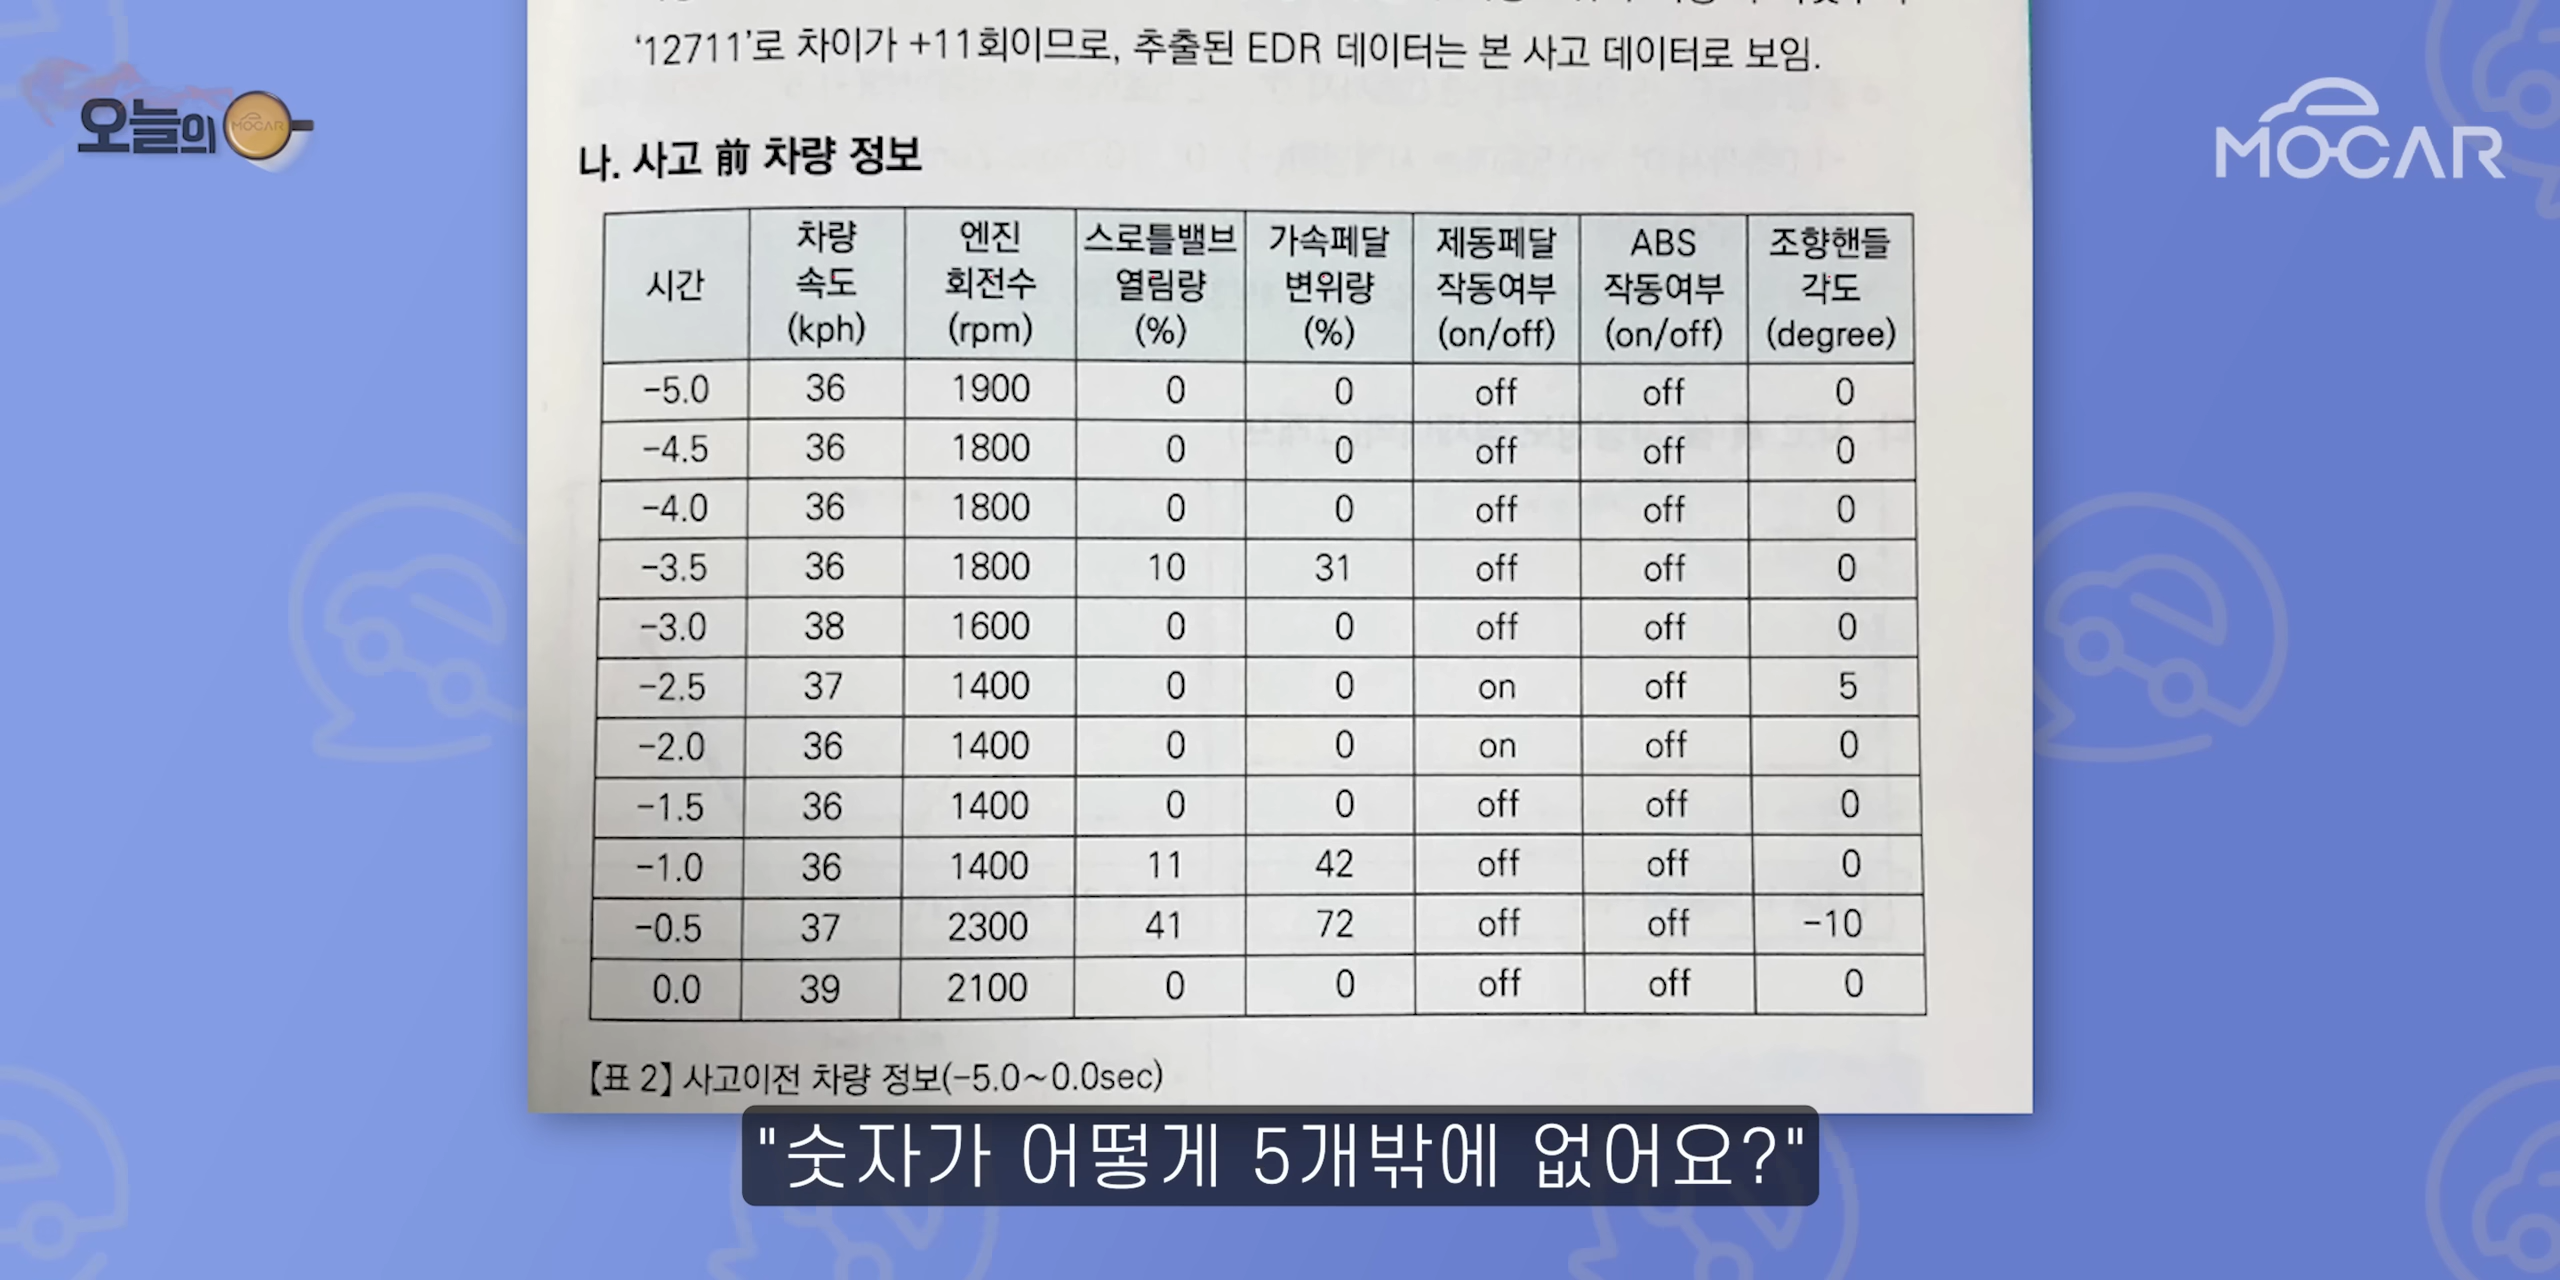 '12711'로 차이가 +11회이므로, 추출된 EDR 데이터는 본 사고 데이터로 보임.
오늘의 MOCAR
MOCAR
나. 사고 前 차량 정보
시간 차량 속도 (kph) 엔진 회전수 (rpm) 스로틀밸브 열림량 (%) 가속페달 변위량 (%) 제동페달 작동여부 (on/off) ABS 작동여부 (on/off) 조향핸들 각도 (degree)
-5.0 36 1900 0 0 off off 0
-4.5 36 1800 0 0 off off 0
-4.0 36 1800 0 0 off off 0
-3.5 36 1800 10 31 off off 0
-3.0 38 1600 0 0 off off 0
-2.5 37 1400 0 0 on off 5
-2.0 36 1400 0 0 on off 0
-1.5 36 1400 0 0 off off 0
-1.0 36 1400 11 42 off off 0
-0.5 37 2300 41 72 off off -10
0.0 39 2100 0 0 off off 0
【표 2】 사고이전 차량 정보(-5.0~0.0sec)
"숫자가 어떻게 5개밖에 없어요?"